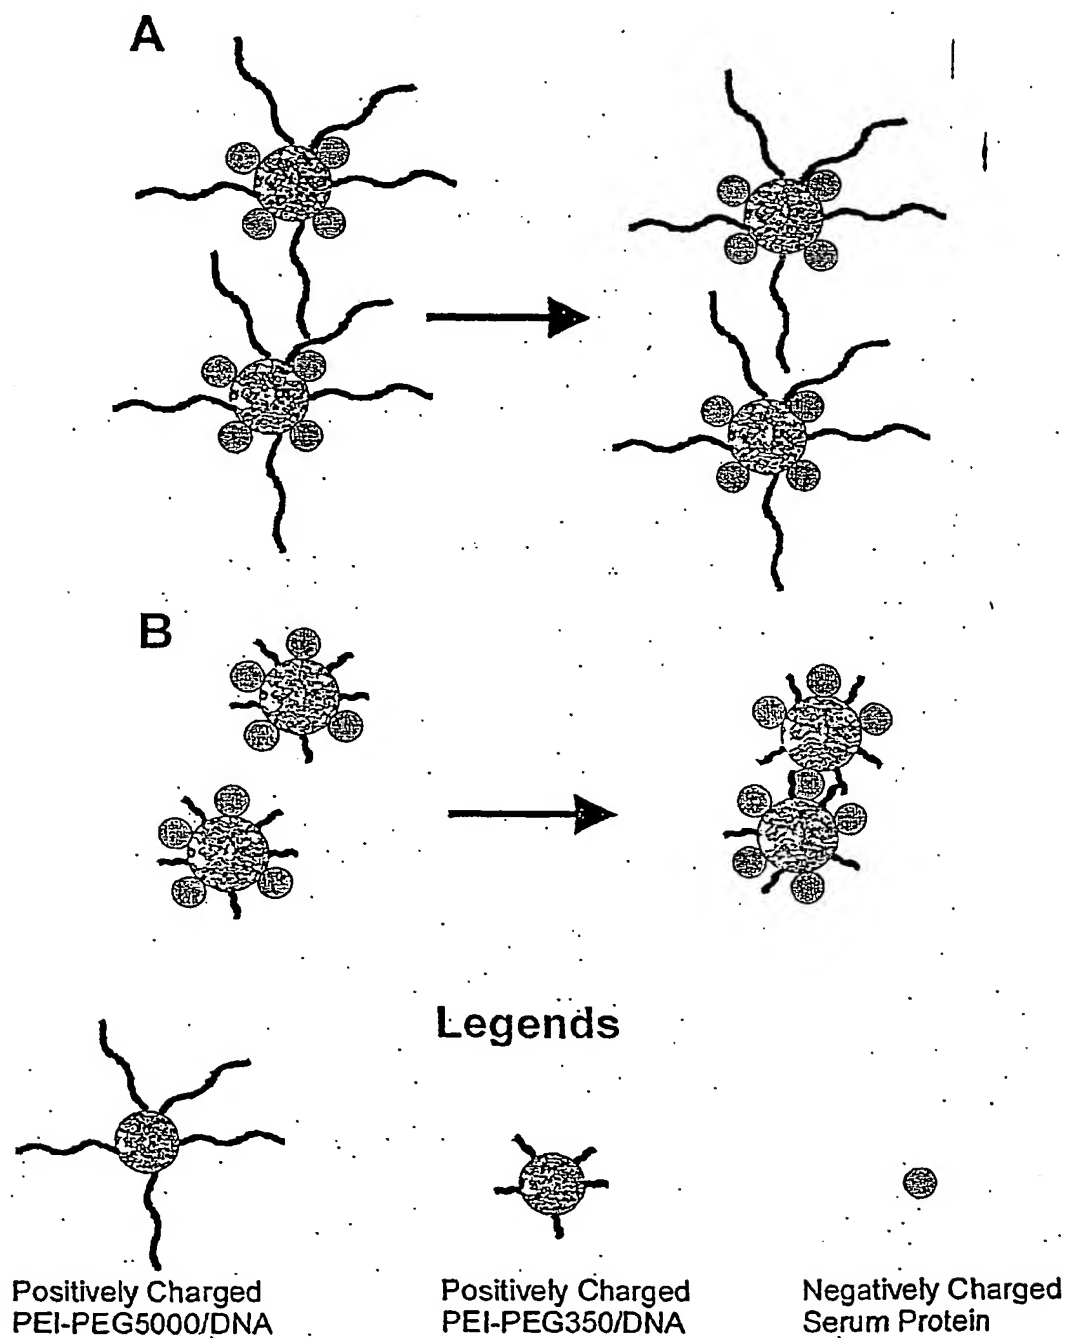 A
B
Legends
Positively Charged
PEI-PEG5000/DNA
Positively Charged
PEI-PEG350/DNA
Negatively Charged
Serum Protein